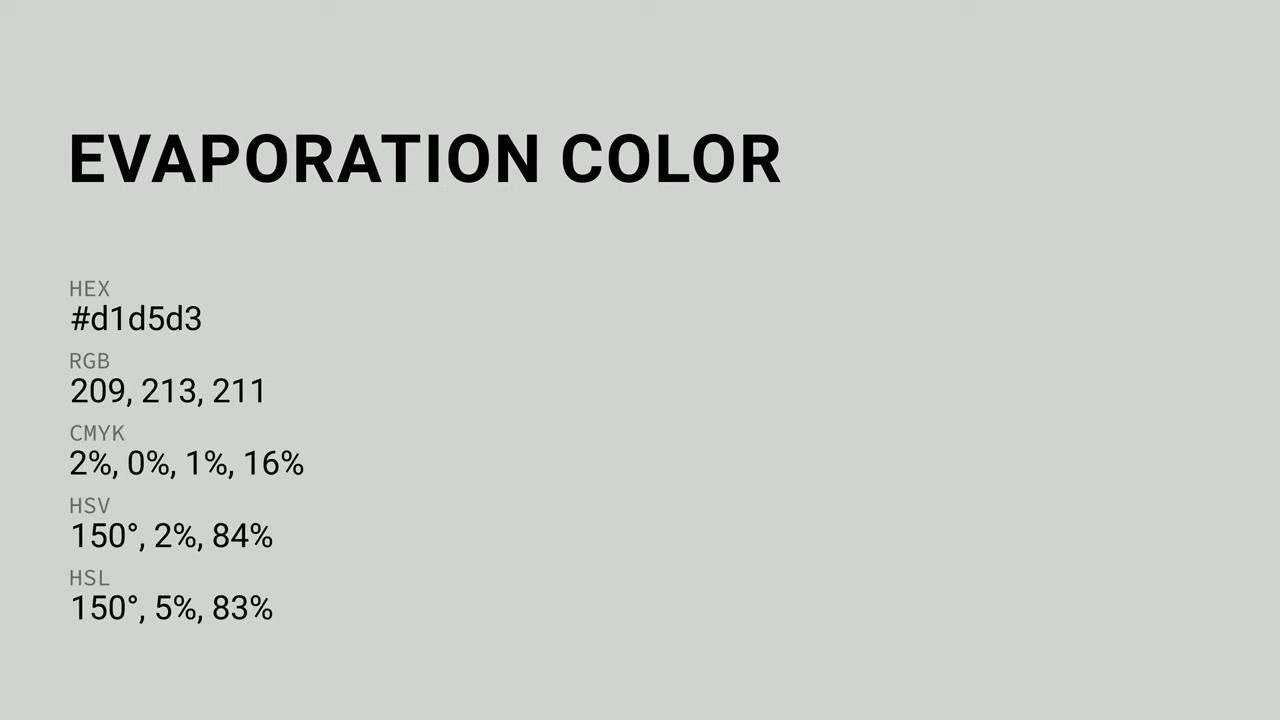 EVAPORATION COLOR
HEX
#d1d5d3
RGB
209, 213, 211
CMYK
2%, 0%, 1%, 16%
HSV
150°, 2%, 84%
HSL
150°, 5%, 83%